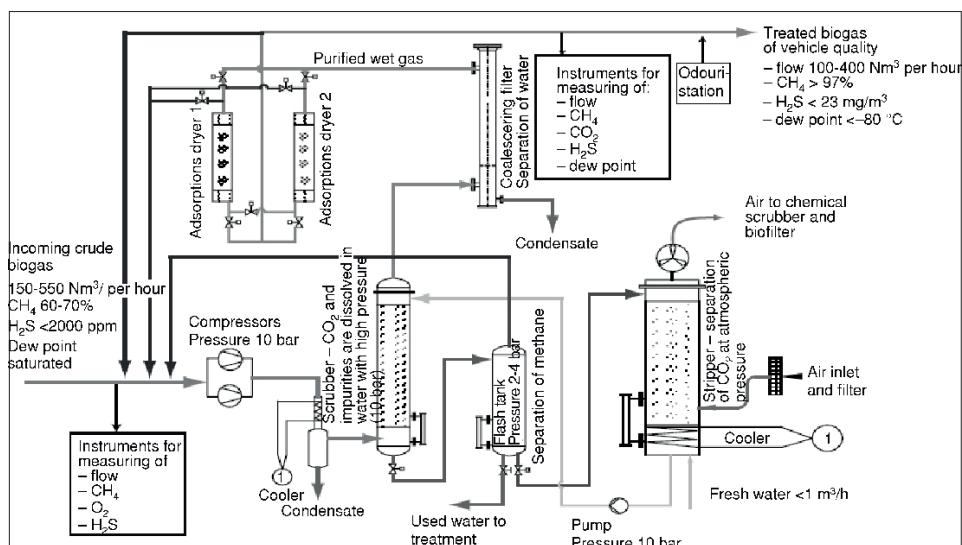 Treated biogas
of vehicle quality
– flow 100-400 Nm³ per hour
– CH₄ > 97%
– H₂S < 23 mg/m³
– dew point <–80 °C
Purified wet gas
Instruments for
measuring of:
– flow
– CH₄
– CO₂
– H₂S
– dew point
Odouri-
station
Coalescering filter
Separation of water
Adsorptions dryer 1
Adsorptions dryer 2
Condensate
Air to chemical
scrubber and
biofilter
Incoming crude
biogas
150-550 Nm³/ per hour
CH₄ 60-70%
H₂S <2000 ppm
Dew point
saturated
Compressors
Pressure 10 bar
Scrubber – CO₂ and
impurities are dissolved in
water with high pressure
(10 bar)
Flash tank
Pressure 2-4 bar
Separation of methane
Stripper – separation
of CO₂ at atmospheric
pressure
Air inlet
and filter
Cooler
1
Instruments for
measuring of
– flow
– CH₄
– O₂
– H₂S
1
Cooler
Condensate
Used water to
treatment
Fresh water <1 m³/h
Pump
Pressure 10 bar